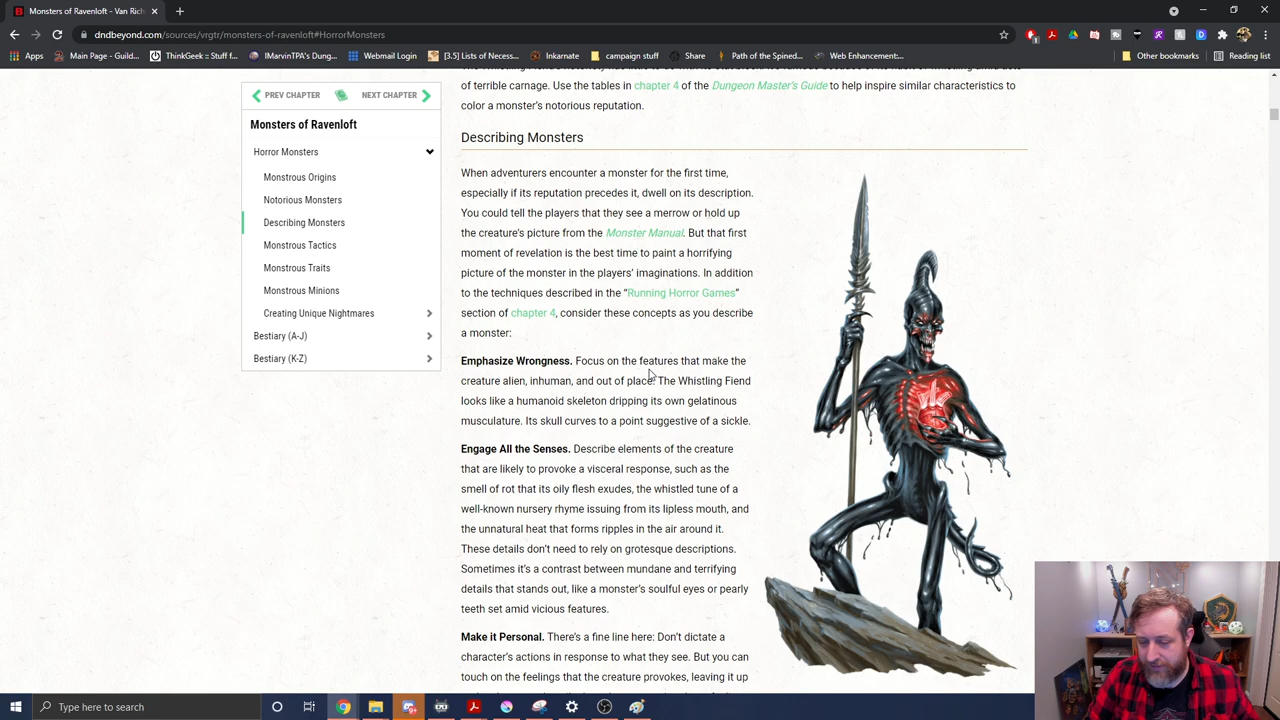 Monsters of Ravenloft - Van Rich
dndbeyond.com/sources/vrgtr/monsters-of-ravenloft#HorrorMonsters
Apps
Main Page - Guild...
ThinkGeek :: Stuff f...
IMarvinTPA's DnD...
Webmail Login
[3.5] Lists of Necess...
Inkarnate
campaign stuff
Share
Path of the Spined...
Web Enhancement:...
Other bookmarks
Reading list
of terrible carnage. Use the tables in chapter 4 of the Dungeon Master's Guide to help inspire similar characteristics to
color a monster's notorious reputation.
PREV CHAPTER
NEXT CHAPTER
Monsters of Ravenloft
Horror Monsters
Monstrous Origins
Notorious Monsters
Describing Monsters
Monstrous Tactics
Monstrous Traits
Monstrous Minions
Creating Unique Nightmares
Bestiary (A-J)
Bestiary (K-Z)
Describing Monsters
When adventurers encounter a monster for the first time,
especially if its reputation precedes it, dwell on its description.
You could tell the players that they see a merrow or hold up
the creature's picture from the Monster Manual. But that first
moment of revelation is the best time to paint a horrifying
picture of the monster in the players' imaginations. In addition
to the techniques described in the “Running Horror Games”
section of chapter 4, consider these concepts as you describe
a monster:
Emphasize Wrongness. Focus on the features that make the
creature alien, inhuman, and out of place. The Whistling Fiend
looks like a humanoid skeleton dripping its own gelatinous
musculature. Its skull curves to a point suggestive of a sickle.
Engage All the Senses. Describe elements of the creature
that are likely to provoke a visceral response, such as the
smell of rot that its oily flesh exudes, the whistled tune of a
well-known nursery rhyme issuing from its lipless mouth, and
the unnatural heat that forms ripples in the air around it.
These details don't need to rely on grotesque descriptions.
Sometimes it's a contrast between mundane and terrifying
details that stands out, like a monster's soulful eyes or pearly
teeth set amid vicious features.
Make it Personal. There's a fine line here: Don't dictate a
character's actions in response to what they see. But you can
touch on the feelings that the creature provokes, leaving it up
Type here to search